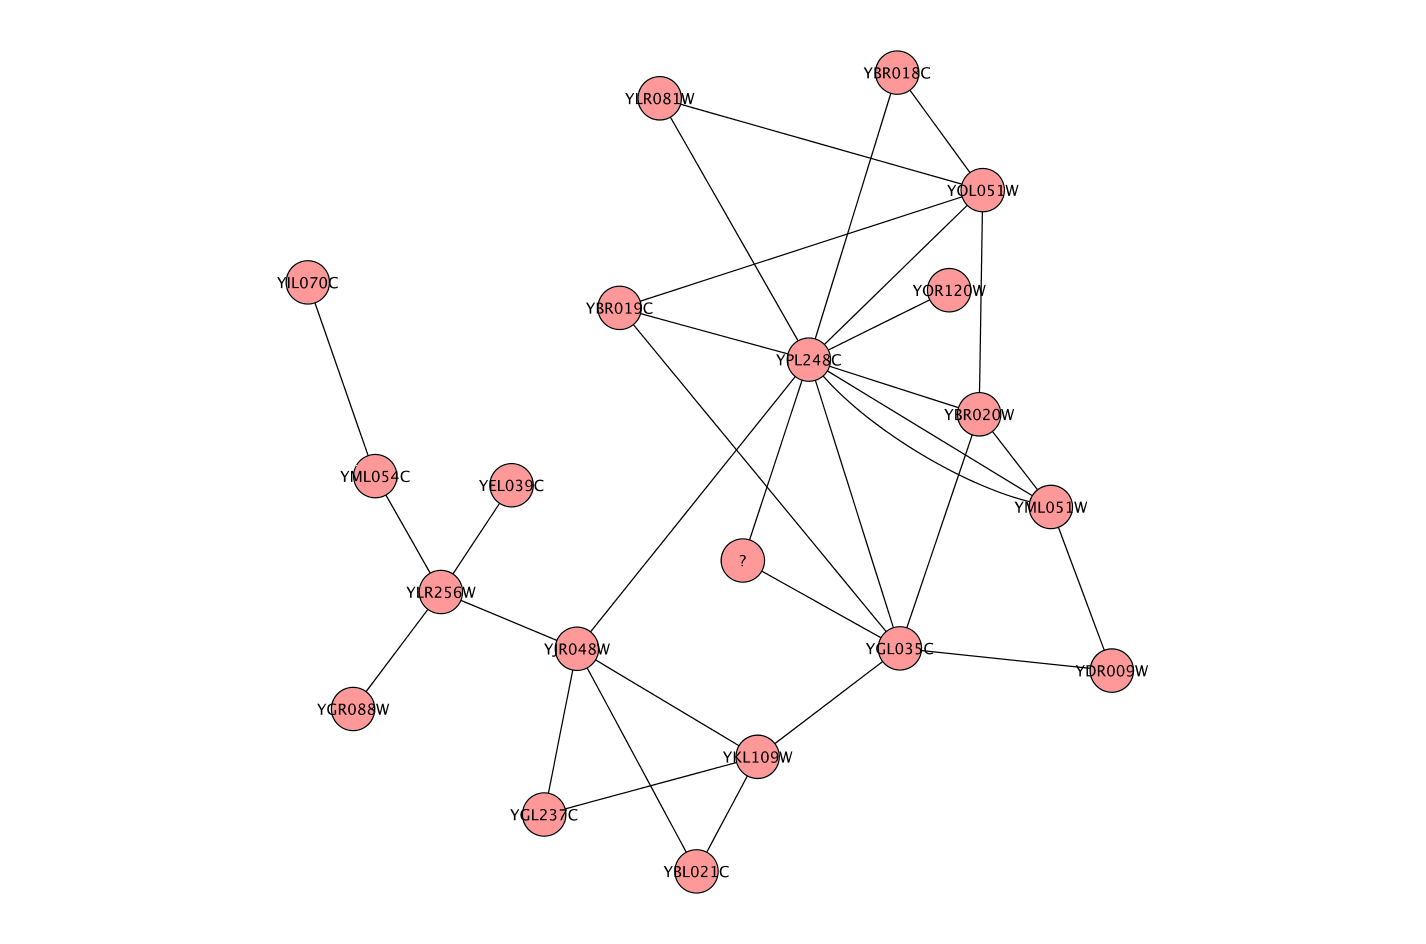 YBR018C
YLR081W
YOL051W
YIL070C
YOR120W
YBR019C
YPL248C
YBR020W
YML054C
YEL039C
YML051W
?
YLR256W
YJR048W
YGL035C
YDR009W
YGR088W
YKL109W
YGL237C
YBL021C